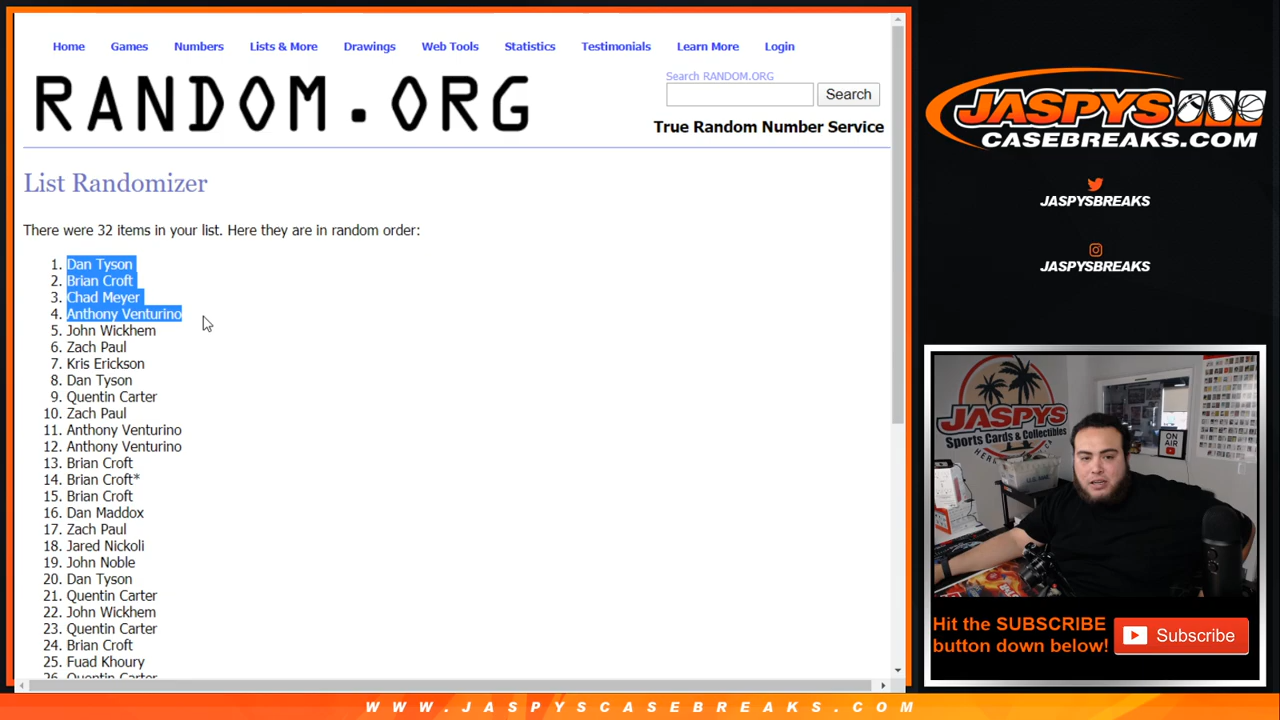 Home Games Numbers Lists & More Drawings Web Tools Statistics Testimonials Learn More Login
RANDOM.ORG
Search RANDOM.ORG
Search
True Random Number Service
List Randomizer
There were 32 items in your list. Here they are in random order:
1. Dan Tyson
2. Brian Croft
3. Chad Meyer
4. Anthony Venturino
5. John Wickhem
6. Zach Paul
7. Kris Erickson
8. Dan Tyson
9. Quentin Carter
10. Zach Paul
11. Anthony Venturino
12. Anthony Venturino
13. Brian Croft
14. Brian Croft*
15. Brian Croft
16. Dan Maddox
17. Zach Paul
18. Jared Nickoli
19. John Noble
20. Dan Tyson
21. Quentin Carter
22. John Wickhem
23. Quentin Carter
24. Brian Croft
25. Fuad Khoury
26. Quentin Carter
JASPYS
CASEBREAKS.COM
JASPYSBREAKS
JASPYSBREAKS
JASPYS
Sports Cards & Collectibles
ON AIR
Hit the SUBSCRIBE
button down below!
Subscribe
WWW.JASPYSCASEBREAKS.COM